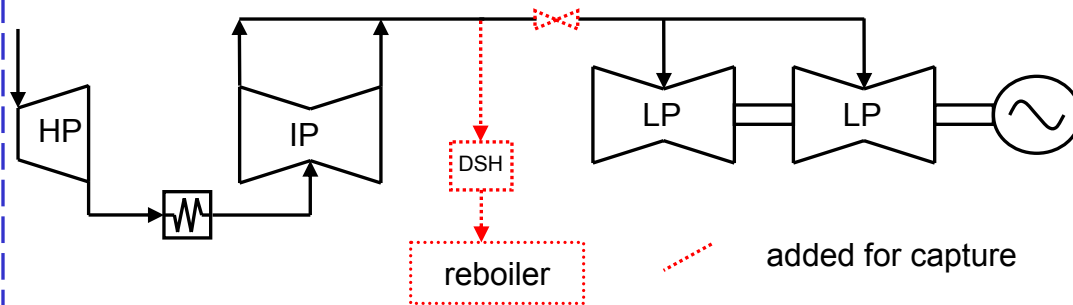 HP
IP
LP
LP
DSH
reboiler
added for capture